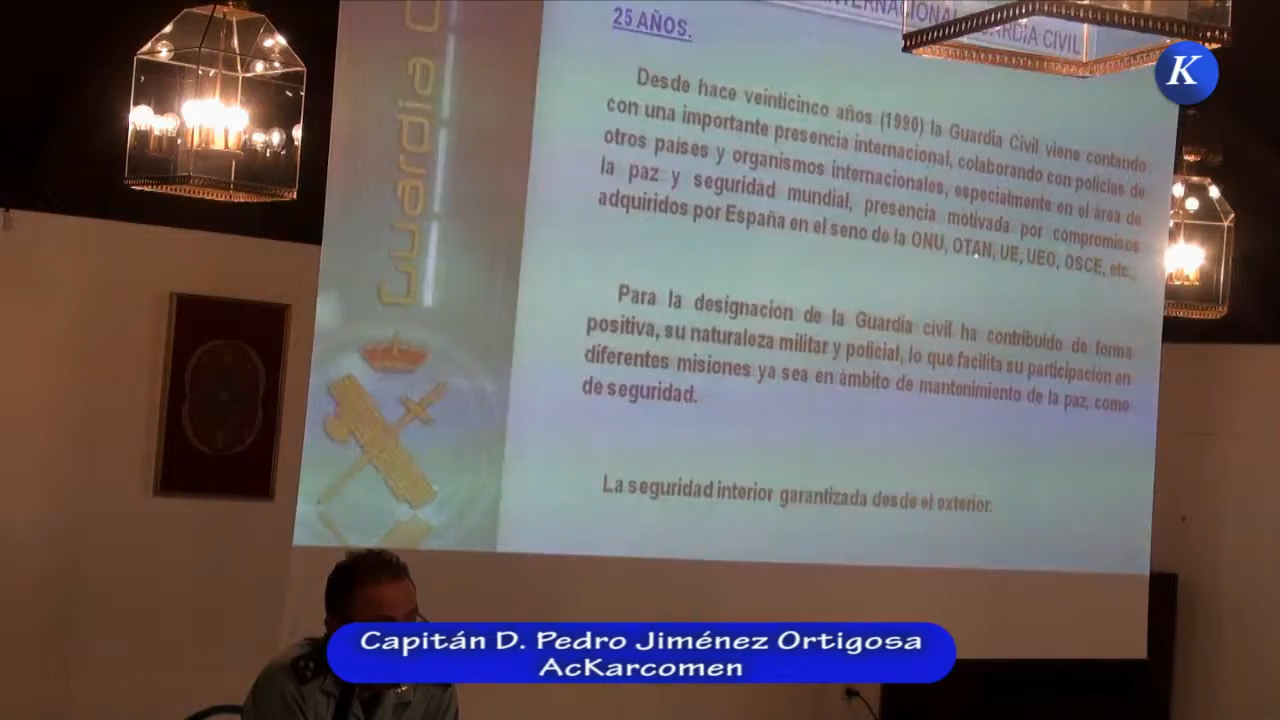 INTERNACIONAL
GUARDIA CIVIL
25 AÑOS.
K
Guardia C
Desde hace veinticinco años (1990) la Guardia Civil viene contando
con una importante presencia internacional, colaborando con policías de
otros países y organismos internacionales, especialmente en el área de
la paz y seguridad mundial, presencia motivada por compromisos
adquiridos por España en el seno de la ONU, OTAN, UE, UEO, OSCE, etc.,
Para la designación de la Guardia civil ha contribuido de forma
positiva, su naturaleza militar y policial, lo que facilita su participación en
diferentes misiones ya sea en ámbito de mantenimiento de la paz, como
de seguridad.
La seguridad interior garantizada desde el exterior.
Capitán D. Pedro Jiménez Ortigosa
AcKarcomen